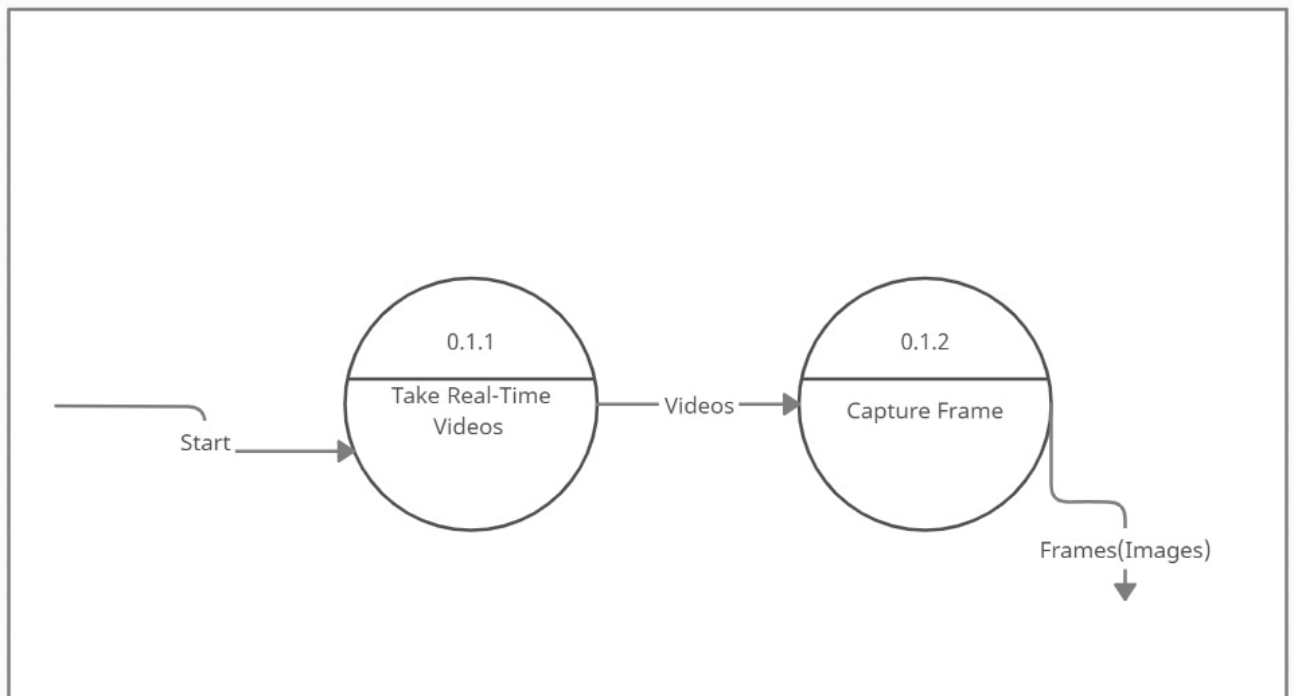 0.1.1
Take Real-Time
Videos
0.1.2
Capture Frame
Start
Videos
Frames(Images)